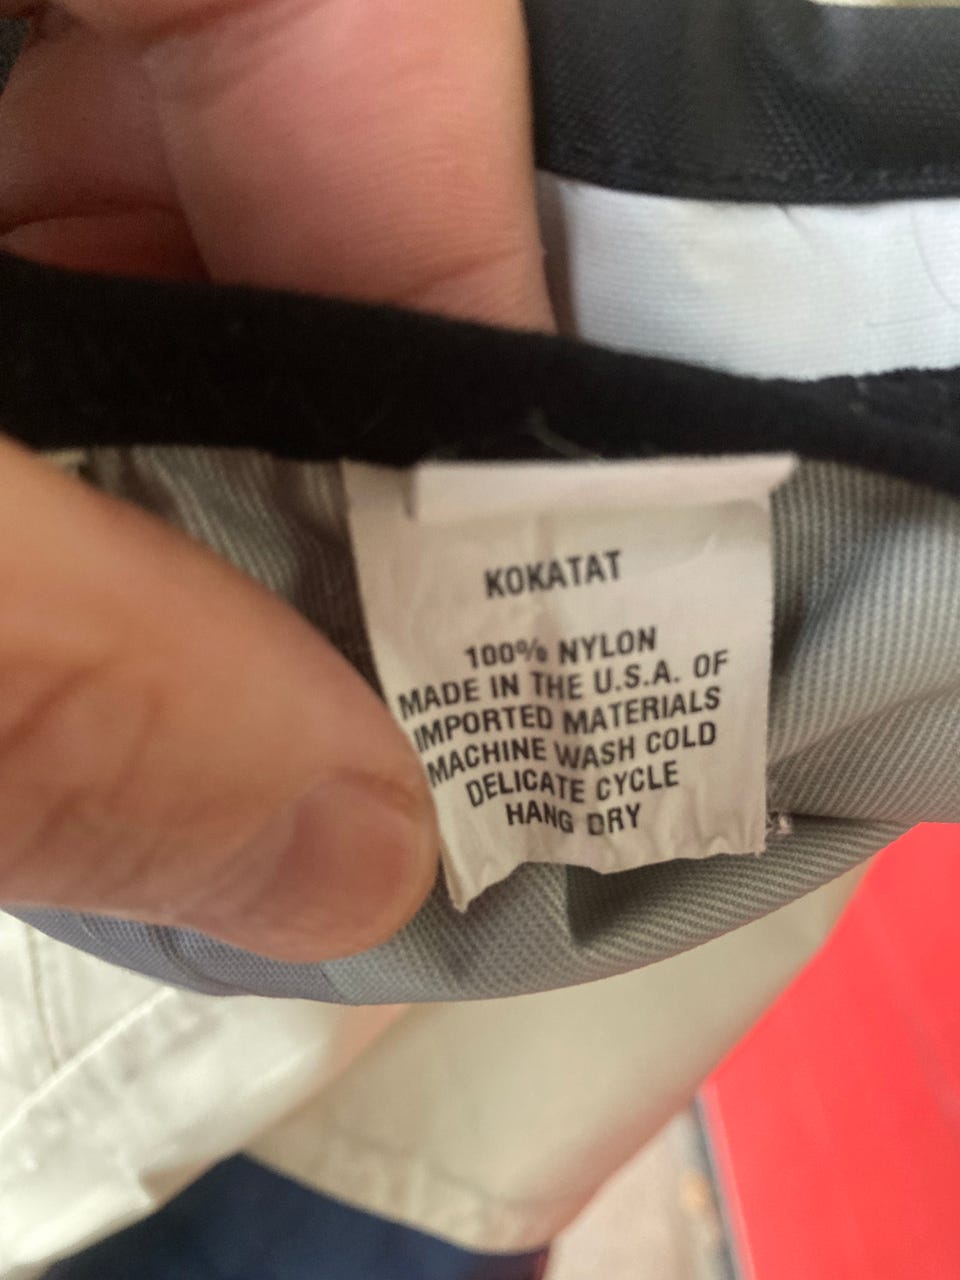 KOKATAT
100% NYLON
MADE IN THE U.S.A. OF
IMPORTED MATERIALS
MACHINE WASH COLD
DELICATE CYCLE
HANG DRY